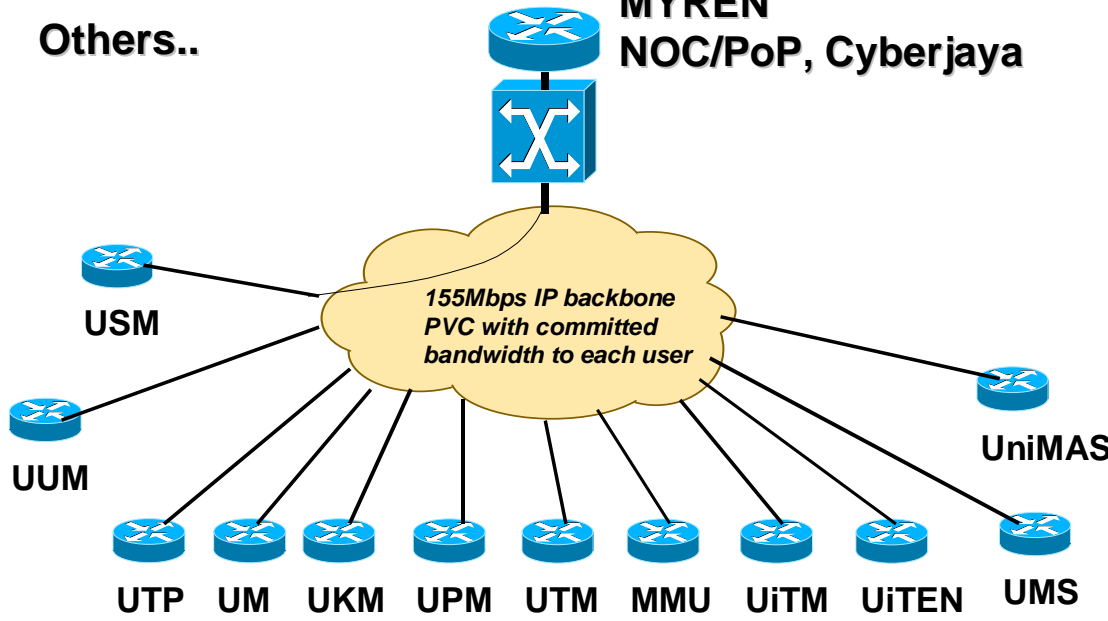 MYREN
Others..
NOC/PoP, Cyberjaya
155Mbps IP backbone
PVC with committed
bandwidth to each user
USM
UUM
UniMAS
UTP UM UKM UPM UTM MMU UiTM UiTEN UMS